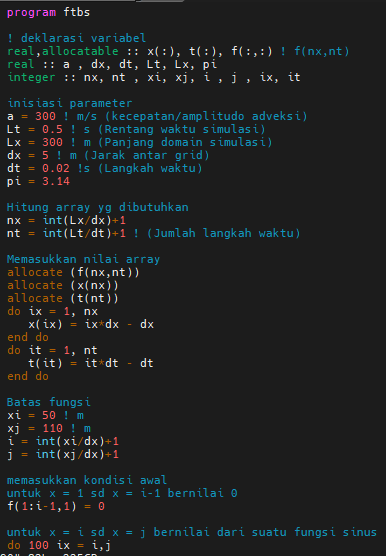 program ftbs
! deklarasi variabel
real,allocatable :: x(:), t(:), f(:,:) ! f(nx,nt)
real :: a , dx, dt, Lt, Lx, pi
integer :: nx, nt , xi, xj, i , j , ix, it
inisiasi parameter
a = 300 ! m/s (kecepatan/amplitudo adveksi)
Lt = 0.5 ! s (Rentang waktu simulasi)
Lx = 300 ! m (Panjang domain simulasi)
dx = 5 ! m (Jarak antar grid)
dt = 0.02 !s (Langkah waktu)
pi = 3.14
Hitung array yg dibutuhkan
nx = int(Lx/dx)+1
nt = int(Lt/dt)+1 ! (Jumlah langkah waktu)
Memasukkan nilai array
allocate (f(nx,nt))
allocate (x(nx))
allocate (t(nt))
do ix = 1, nx
x(ix) = ix*dx - dx
end do
do it = 1, nt
t(it) = it*dt - dt
end do
Batas fungsi
xi = 50 ! m
xj = 110 ! m
i = int(xi/dx)+1
j = int(xj/dx)+1
memasukkan kondisi awal
untuk x = 1 sd x = i-1 bernilai 0
f(1:i-1,1) = 0
untuk x = i sd x = j bernilai dari suatu fungsi sinus
do 100 ix = i,j